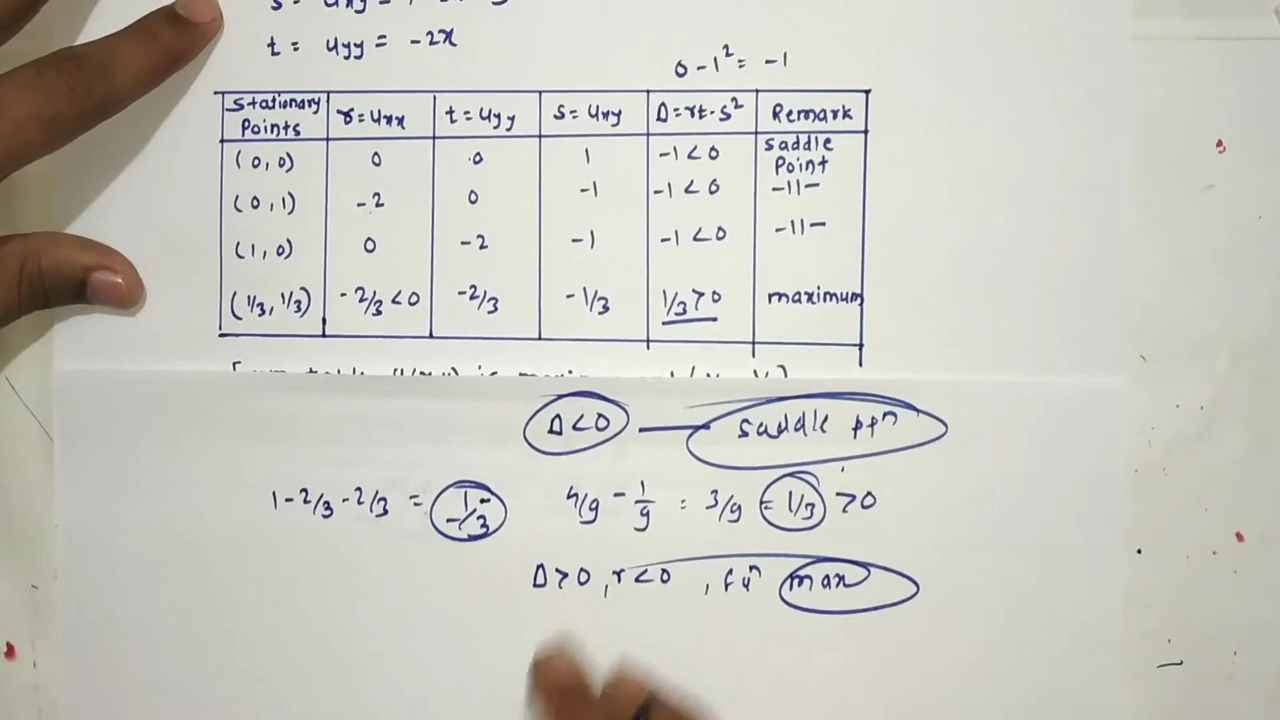 t = uyy = -2x
0 - 1² = -1
Stationary Points | r = uxx | t = uyy | s = uxy | Δ = rt - s² | Remark
(0, 0) | 0 | 0 | 1 | -1 < 0 | saddle Point
(0, 1) | -2 | 0 | -1 | -1 < 0 | -11-
(1, 0) | 0 | -2 | -1 | -1 < 0 | -11-
(1/3, 1/3) | -2/3 < 0 | -2/3 | -1/3 | 1/3 > 0 | maximum
Δ < 0 — saddle ppn
1 - 2/3 - 2/3 = -1/3
4/9 - 1/9 = 3/9 = 1/3 > 0
Δ > 0, r < 0, fun max